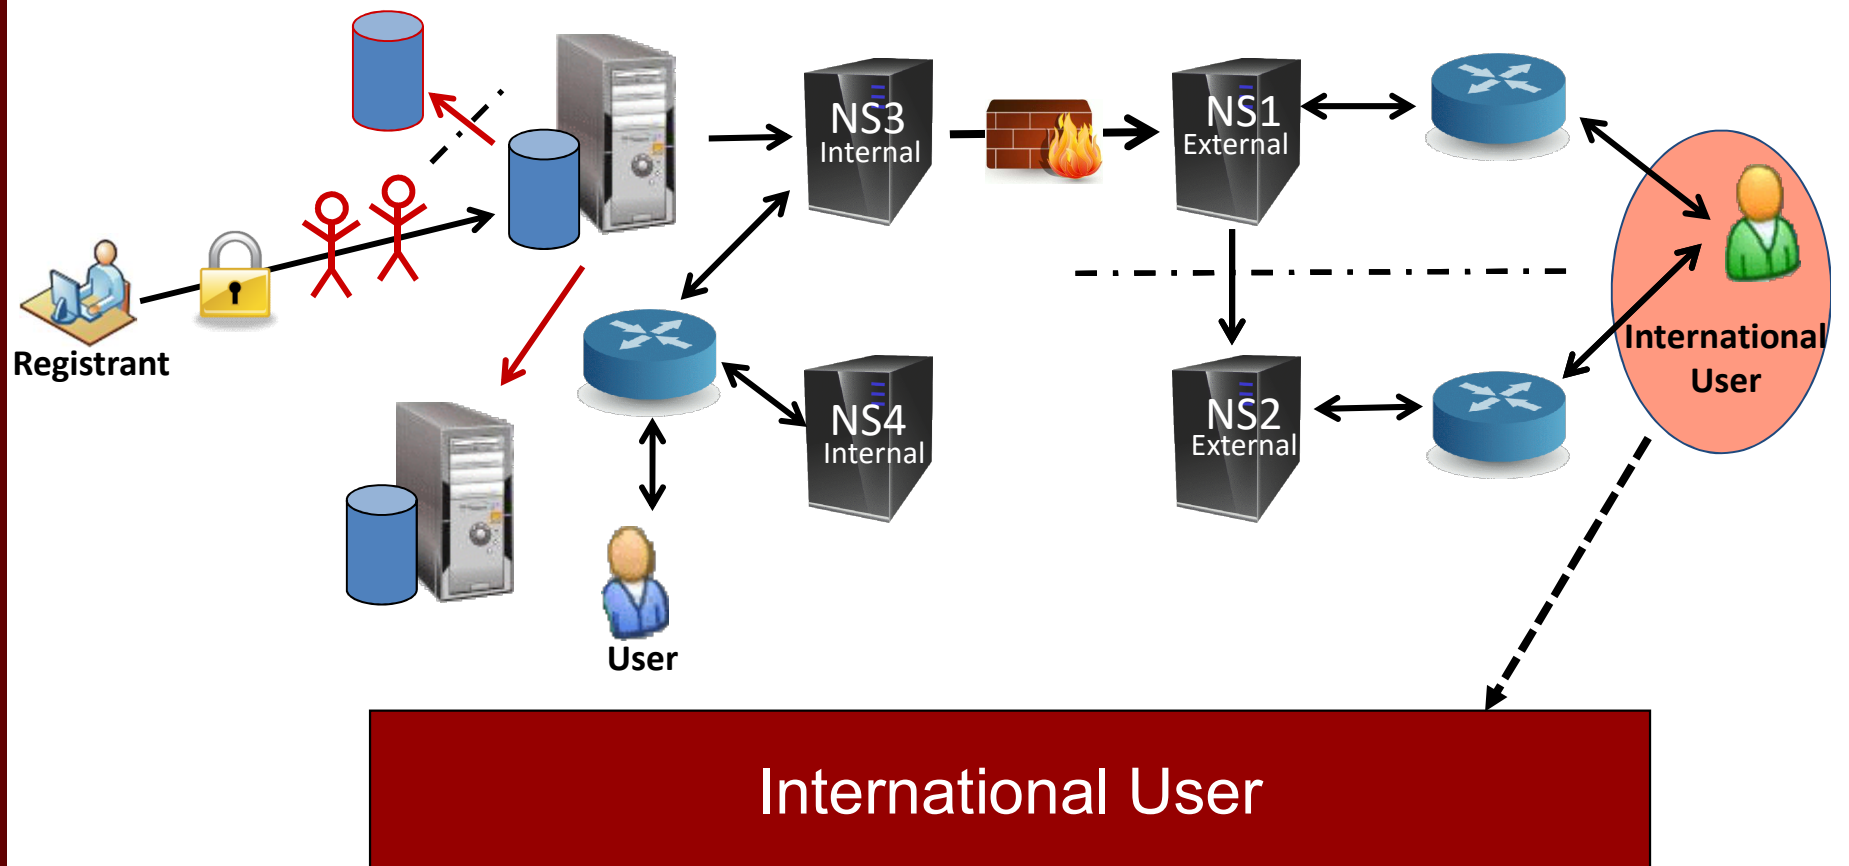 NS3
Internal
NS1
External
Registrant
International
User
NS4
Internal
NS2
External
User
International User